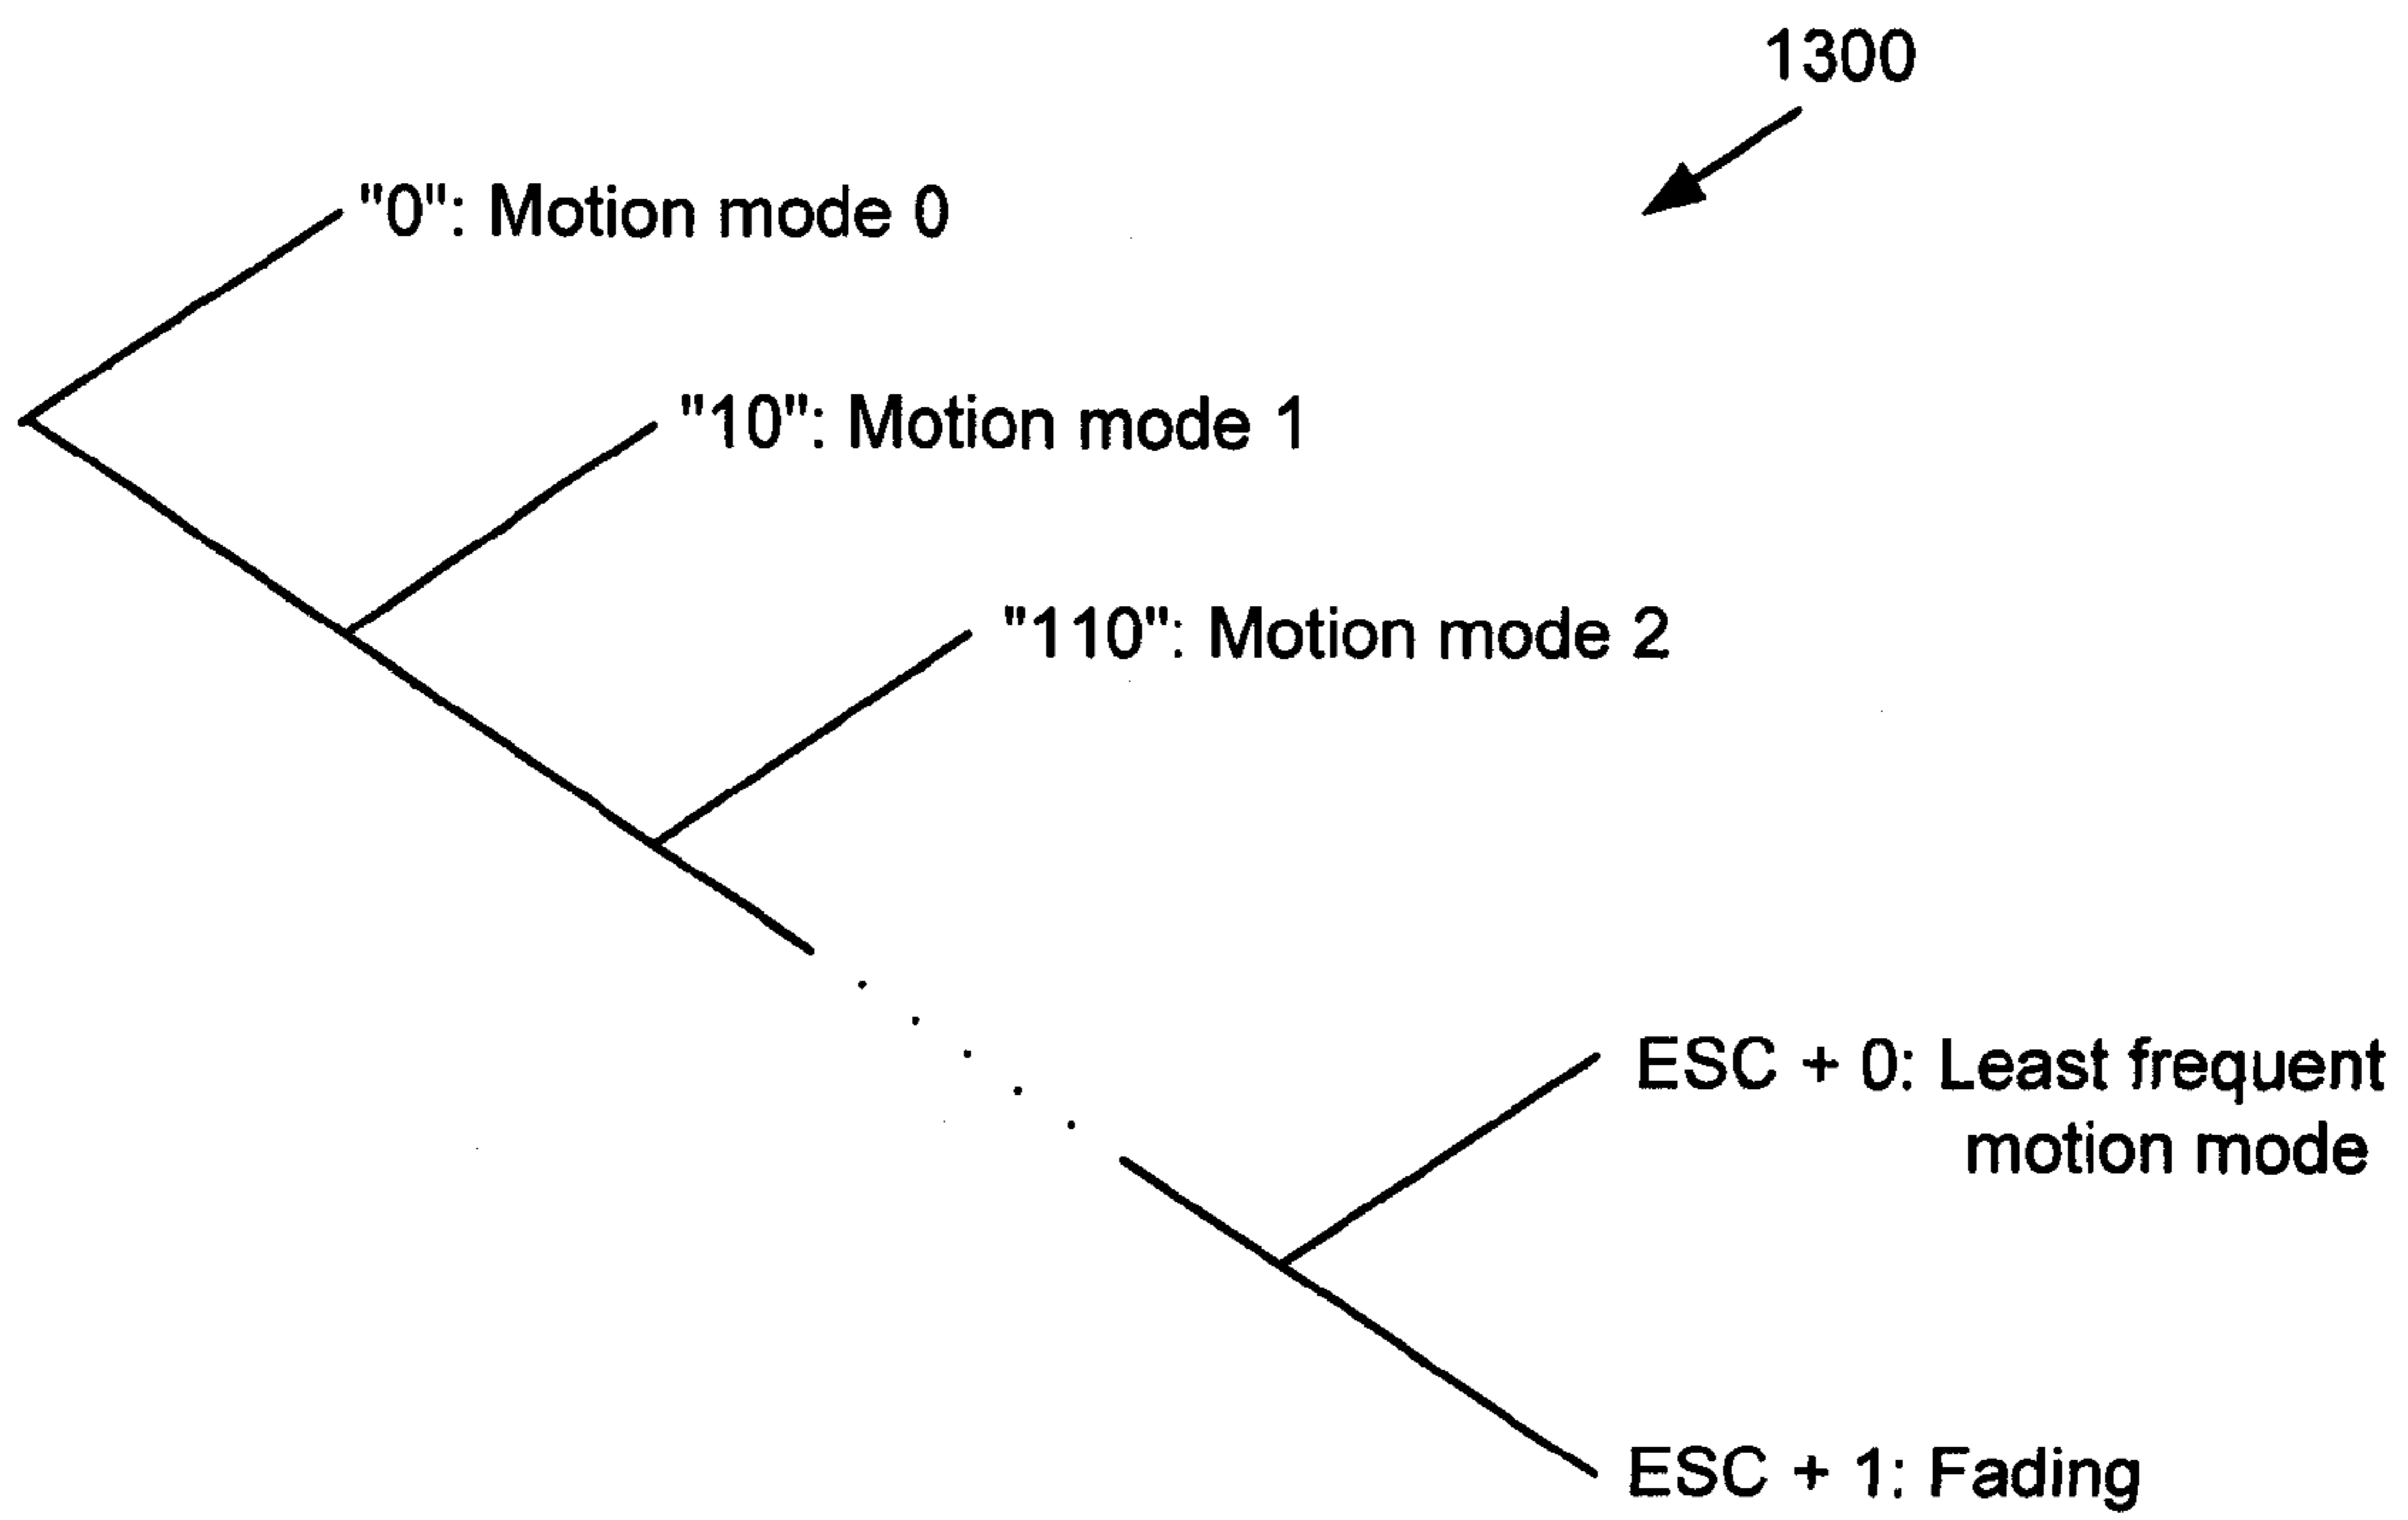 1300
"0": Motion mode 0
"10": Motion mode 1
"110": Motion mode 2
ESC + 0: Least frequent
motion mode
ESC + 1: Fading